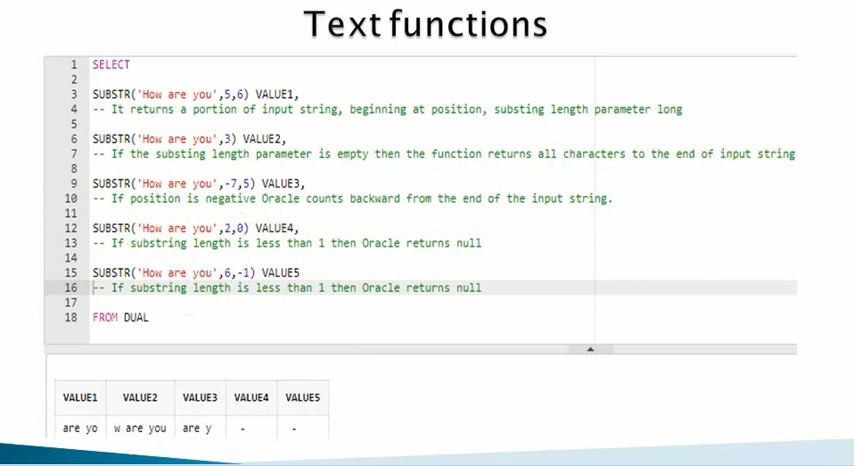 Text functions
1 SELECT
2
3 SUBSTR('How are you',5,6) VALUE1,
4 -- It returns a portion of input string, beginning at position, substing length parameter long
5
6 SUBSTR('How are you',3) VALUE2,
7 -- If the substing length parameter is empty then the function returns all characters to the end of input string
8
9 SUBSTR('How are you',-7,5) VALUE3,
10 -- If position is negative Oracle counts backward from the end of the input string.
11
12 SUBSTR('How are you',2,0) VALUE4,
13 -- If substring length is less than 1 then Oracle returns null
14
15 SUBSTR('How are you',6,-1) VALUE5
16 -- If substring length is less than 1 then Oracle returns null
17
18 FROM DUAL
VALUE1 VALUE2 VALUE3 VALUE4 VALUE5
are yo w are you are y - -